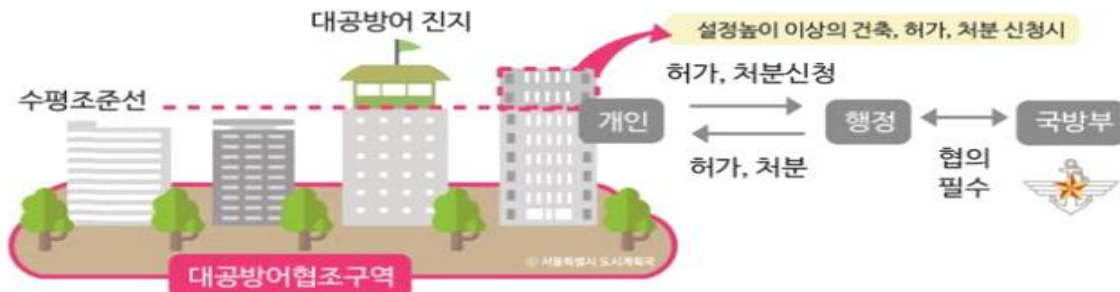 대공방어 진지
설정높이 이상의 건축, 허가, 처분 신청시
수평조준선
허가, 처분신청
개인
행정
국방부
허가, 처분
협의
필수
ⓒ 서울특별시 도시계획국
대공방어협조구역